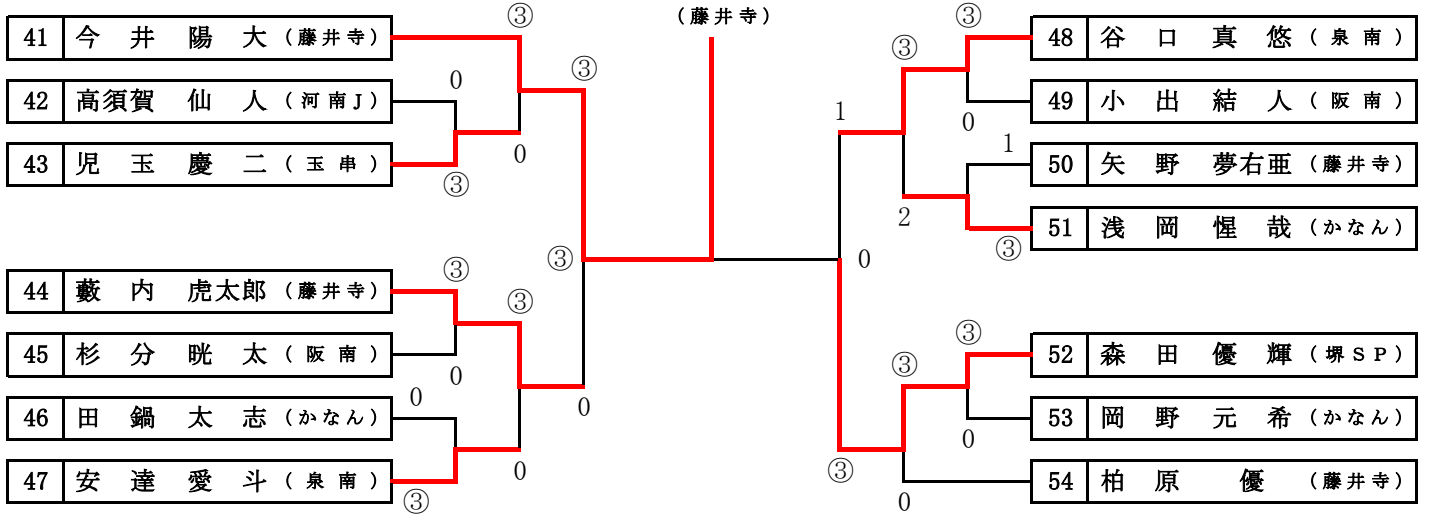 (藤井寺)
41 今井陽大 (藤井寺)
42 高須賀仙人 (河南J)
43 児玉慶二 (玉串)
44 藪内虎太郎 (藤井寺)
45 杉分晄太 (阪南)
46 田鍋太志 (かなん)
47 安達愛斗 (泉南)
③
0
③
0
③
③
③
0
③
0
0
0
③
0
48 谷口真悠 (泉南)
49 小出結人 (阪南)
50 矢野夢右亜 (藤井寺)
51 浅岡惺哉 (かなん)
52 森田優輝 (堺SP)
53 岡野元希 (かなん)
54 柏原優 (藤井寺)
③
③
0
1
1
2
③
0
③
③
0
③
0